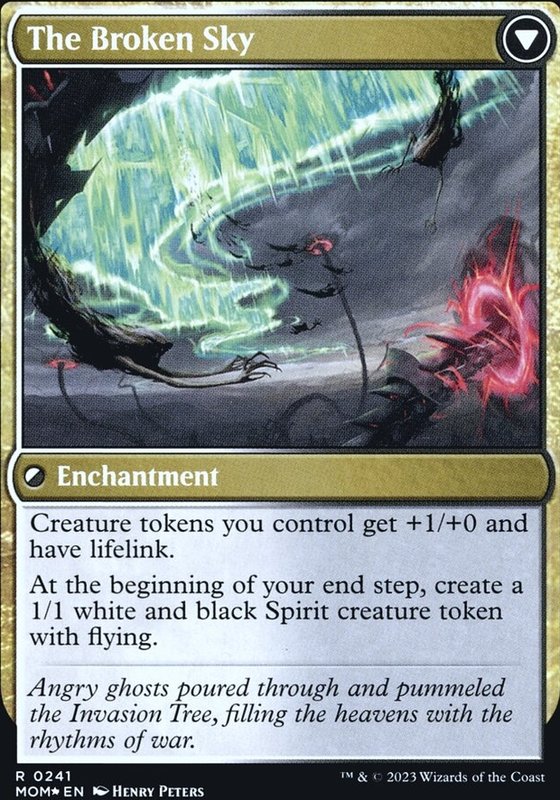 The Broken Sky
Enchantment
Creature tokens you control get +1/+0 and
have lifelink.
At the beginning of your end step, create a
1/1 white and black Spirit creature token
with flying.
Angry ghosts poured through and pummeled
the Invasion Tree, filling the heavens with the
rhythms of war.
R 0241
MOM★EN HENRY PETERS
™ & © 2023 Wizards of the Coast